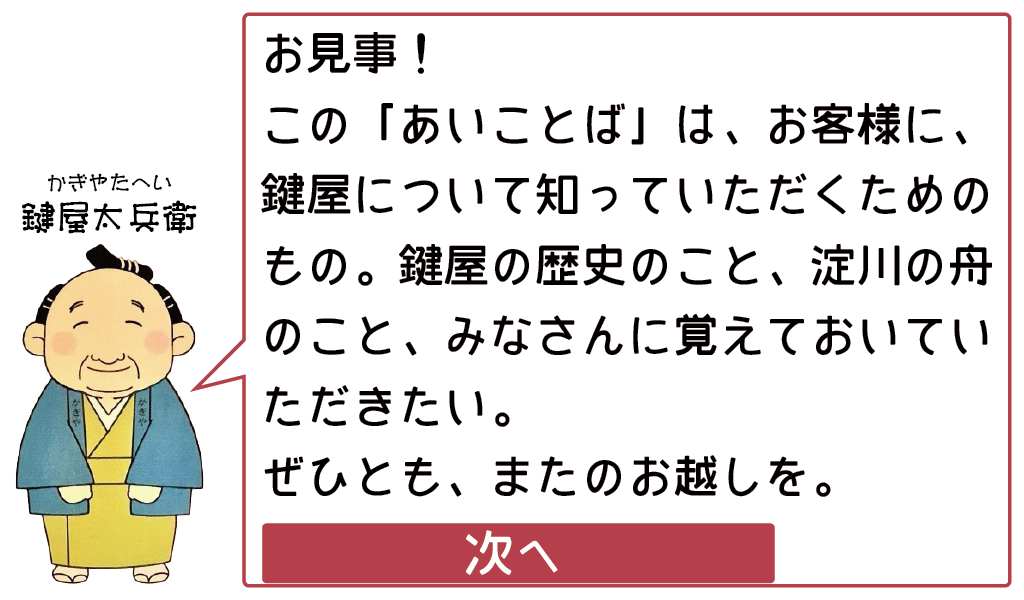 かぎやたへい
鍵屋太兵衛
かぎや
かぎや
お見事！
この「あいことば」は、お客様に、
鍵屋について知っていただくための
もの。鍵屋の歴史のこと、淀川の舟
のこと、みなさんに覚えておいてい
ただきたい。
ぜひとも、またのお越しを。
次へ